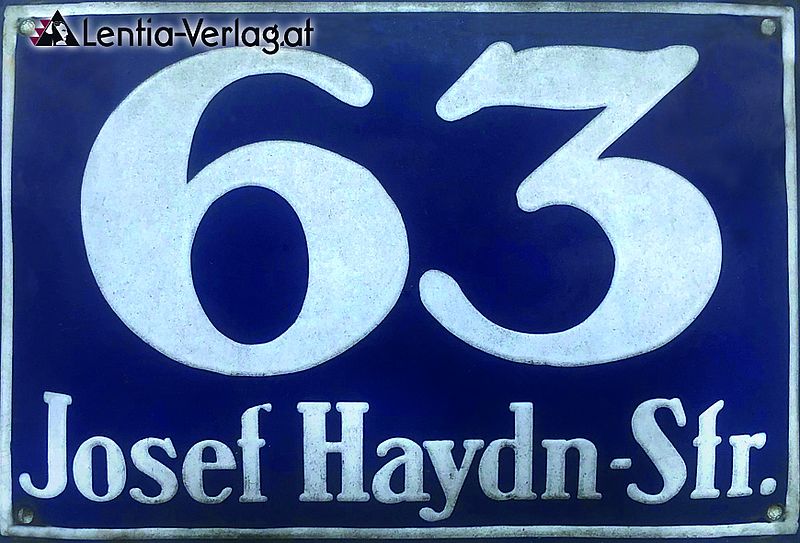 Lentia-Verlag.at
63
Josef Haydn-Str.